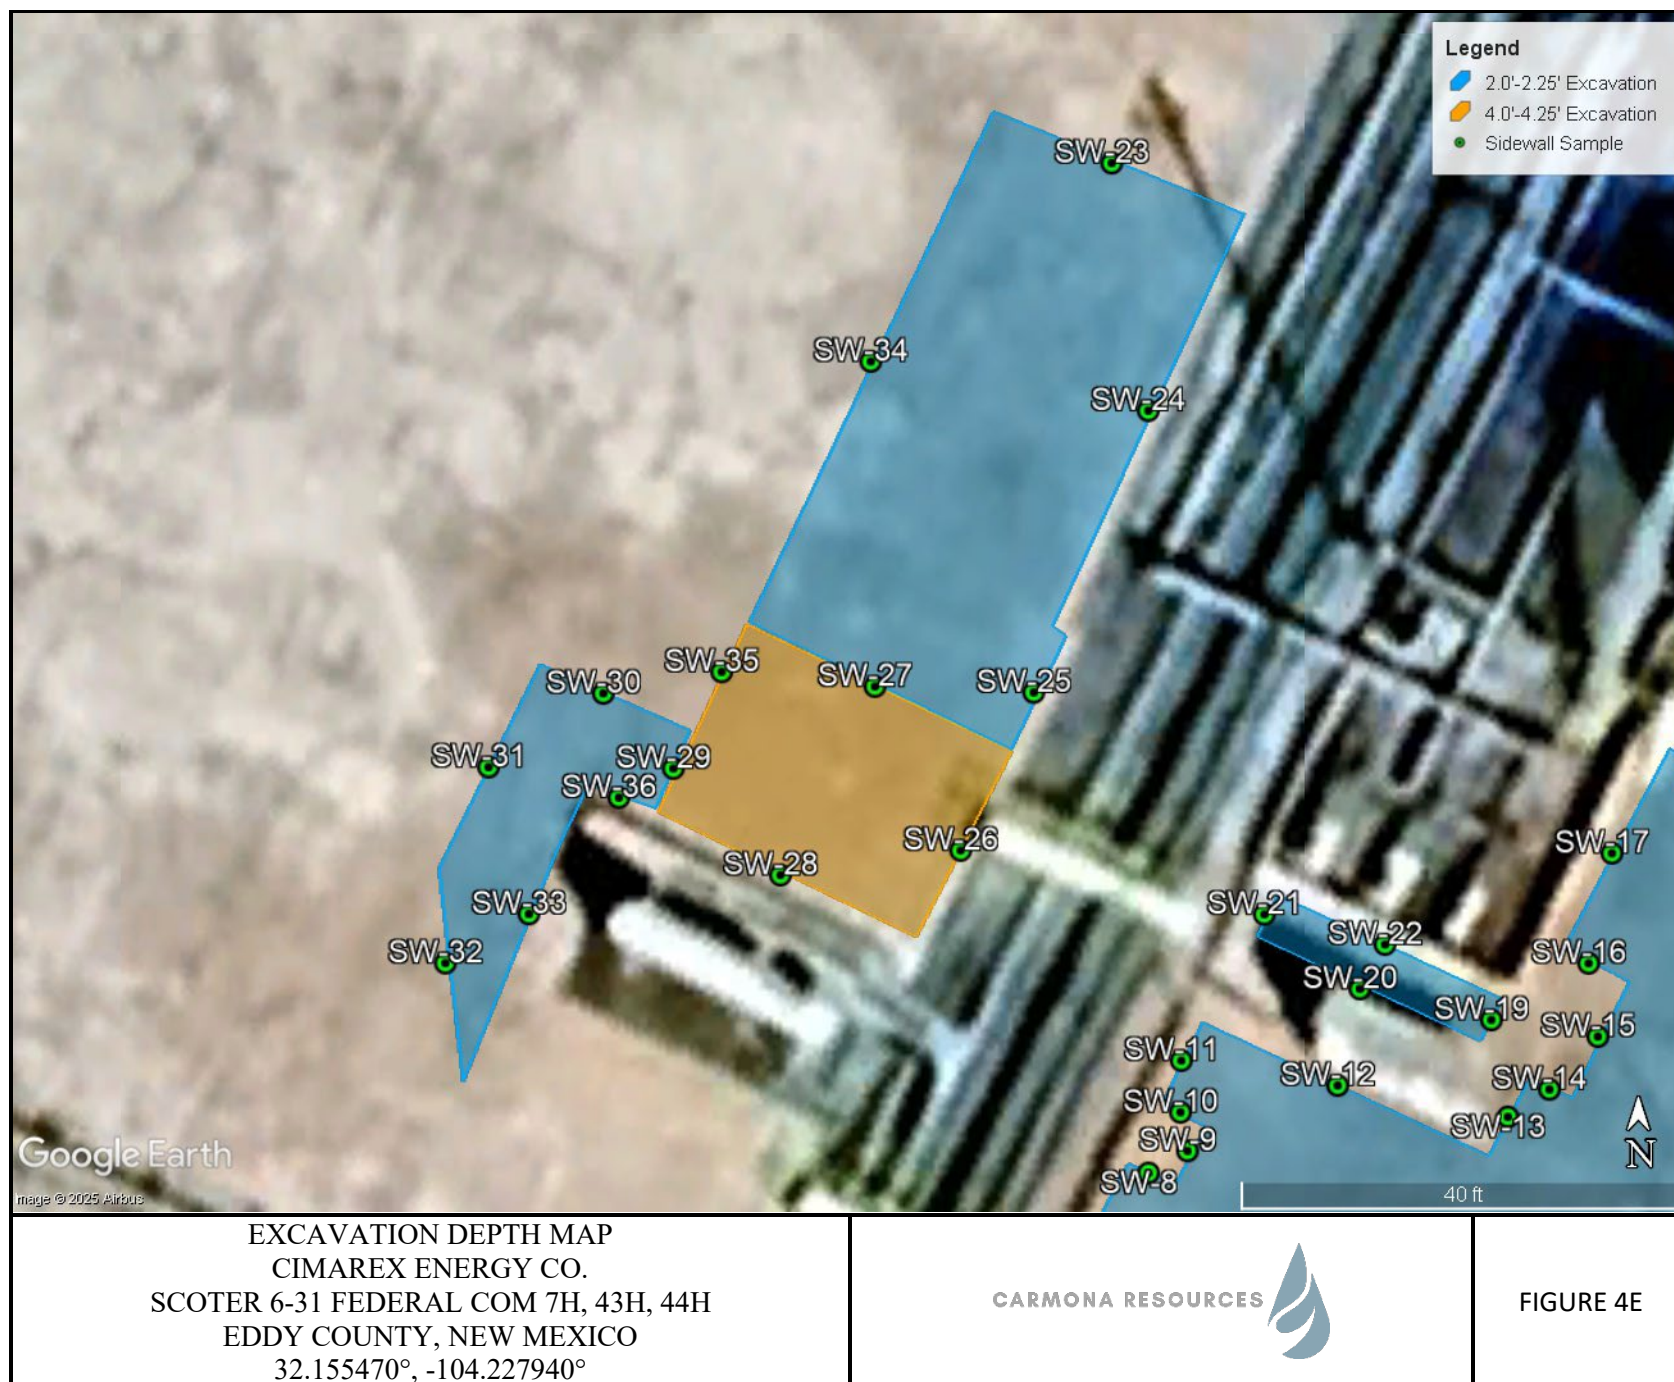 Legend
2.0'-2.25' Excavation
4.0'-4.25' Excavation
Sidewall Sample
SW-23
SW-34
SW-24
SW-35
SW-27
SW-25
SW-30
SW-31
SW-29
SW-36
SW-28
SW-26
SW-17
SW-33
SW-21
SW-22
SW-32
SW-16
SW-20
SW-19
SW-15
SW-11
SW-12
SW-14
SW-10
SW-13
SW-9
SW-8
N
Google Earth
mage © 2025 Airbus
40 ft
EXCAVATION DEPTH MAP
CIMAREX ENERGY CO.
SCOTER 6-31 FEDERAL COM 7H, 43H, 44H
EDDY COUNTY, NEW MEXICO
32.155470°, -104.227940°
CARMONA RESOURCES
FIGURE 4E